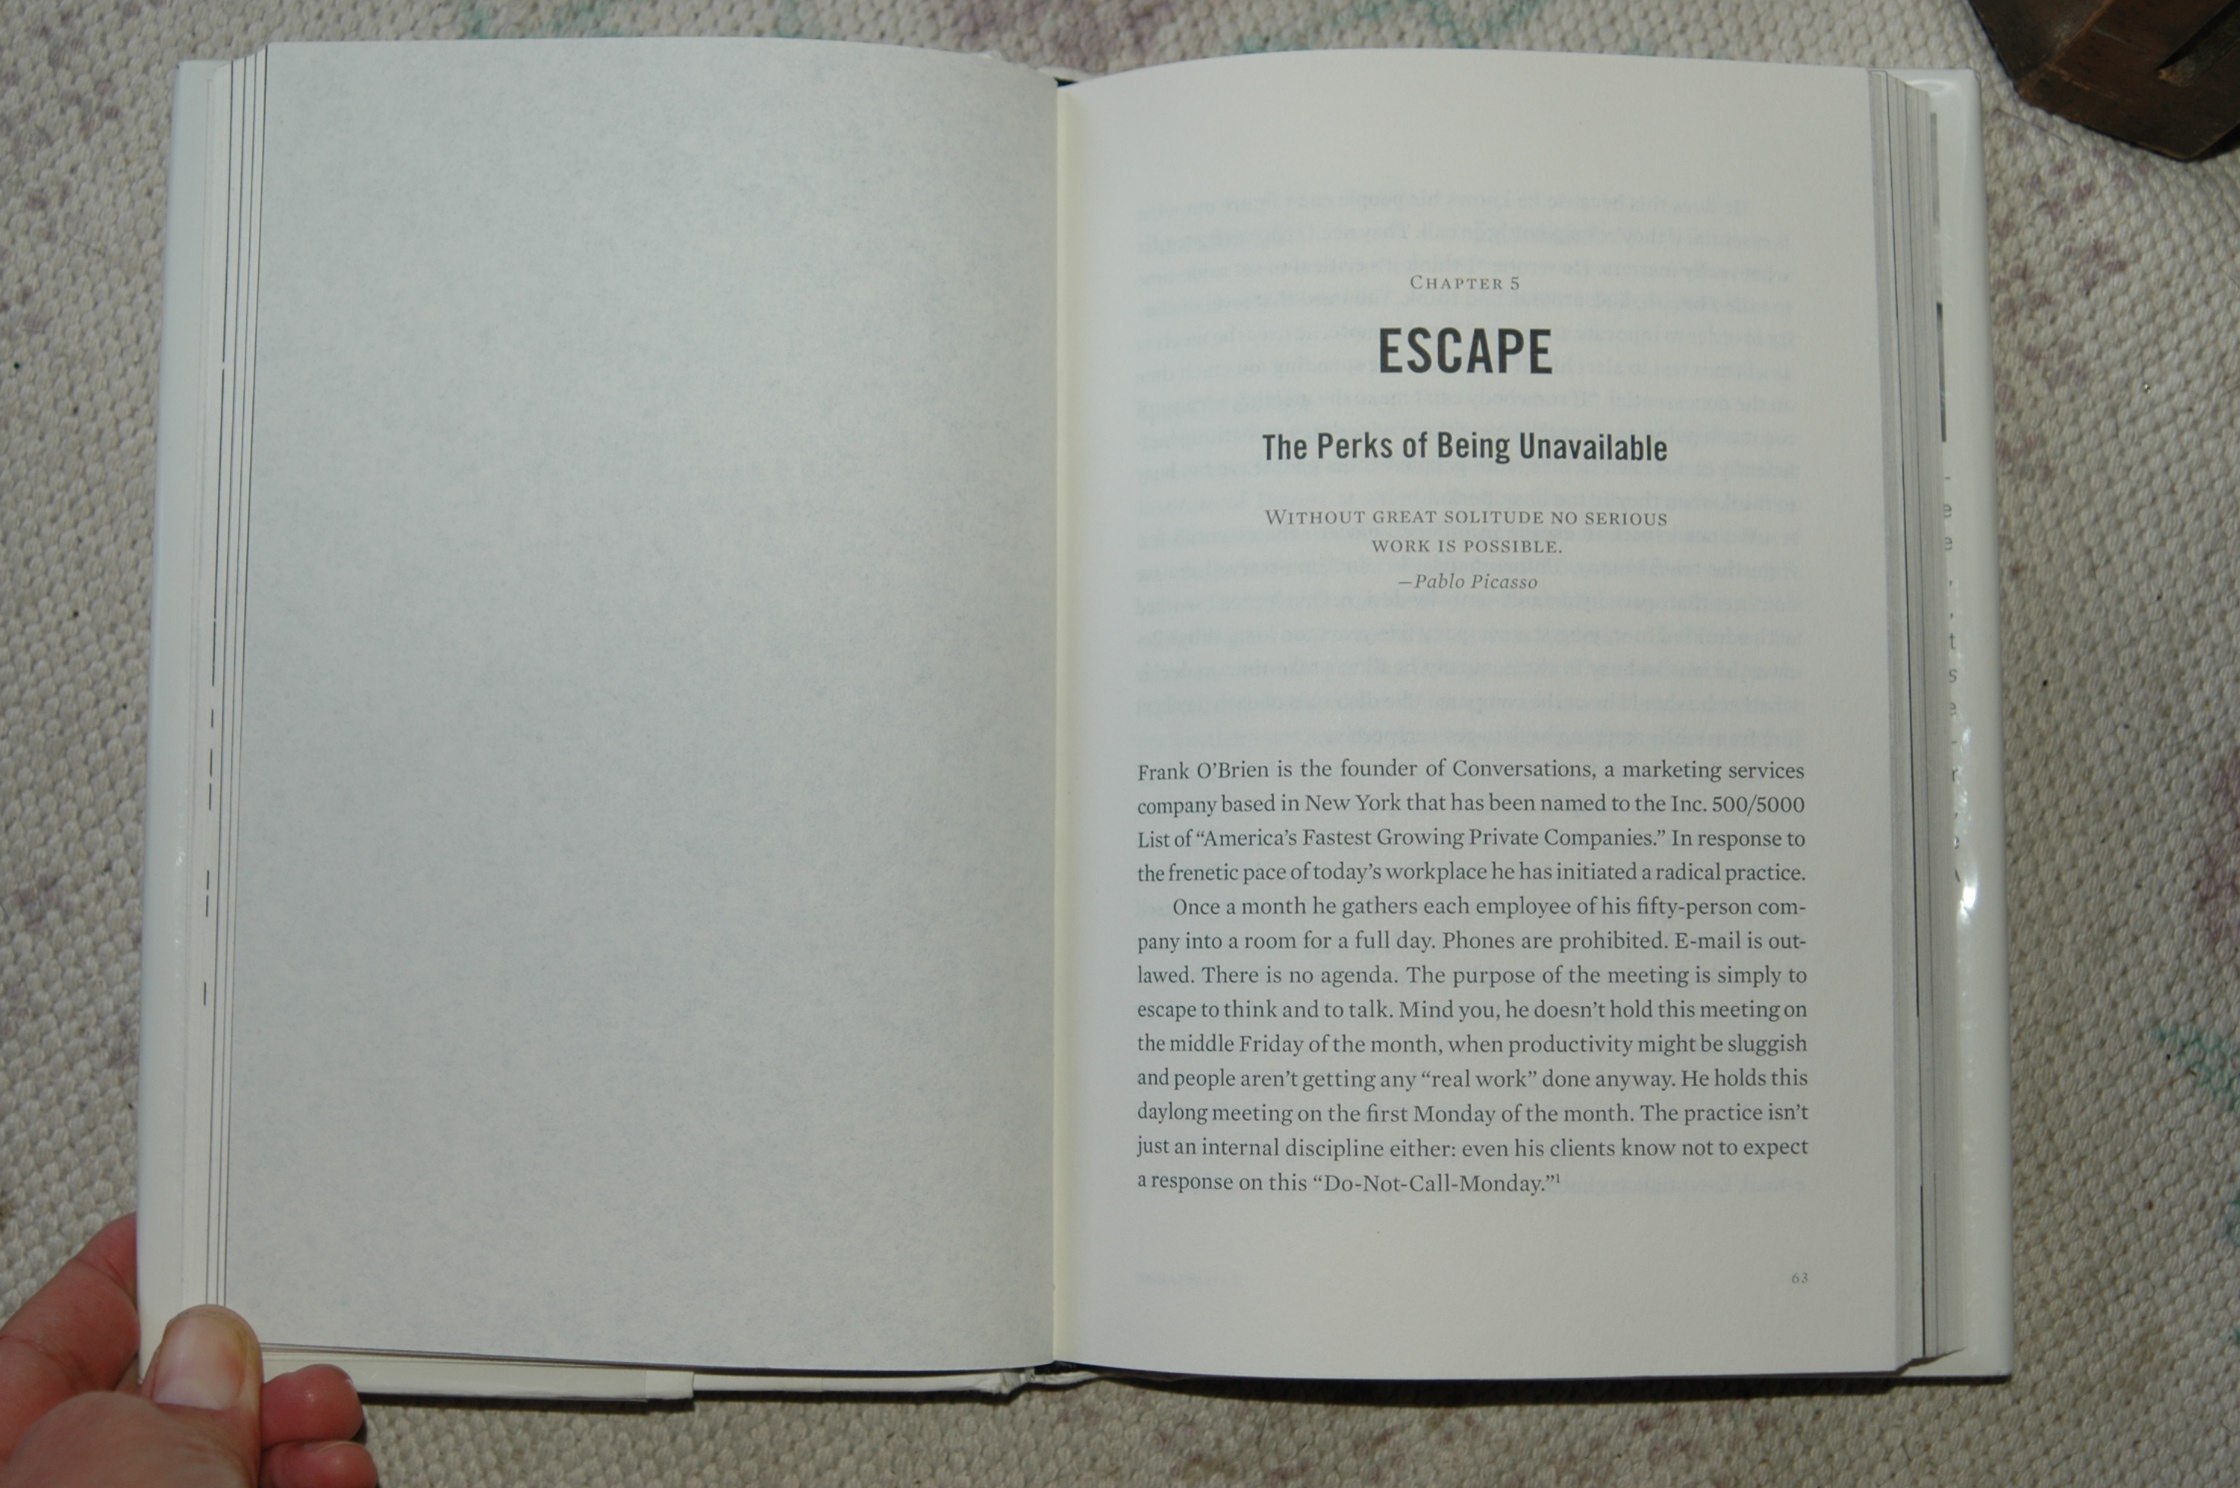 CHAPTER 5
ESCAPE
The Perks of Being Unavailable
WITHOUT GREAT SOLITUDE NO SERIOUS
WORK IS POSSIBLE.
—Pablo Picasso
Frank O’Brien is the founder of Conversations, a marketing services
company based in New York that has been named to the Inc. 500/5000
List of “America’s Fastest Growing Private Companies.” In response to
the frenetic pace of today’s workplace he has initiated a radical practice.
Once a month he gathers each employee of his fifty-person com-
pany into a room for a full day. Phones are prohibited. E-mail is out-
lawed. There is no agenda. The purpose of the meeting is simply to
escape to think and to talk. Mind you, he doesn’t hold this meeting on
the middle Friday of the month, when productivity might be sluggish
and people aren’t getting any “real work” done anyway. He holds this
daylong meeting on the first Monday of the month. The practice isn’t
just an internal discipline either: even his clients know not to expect
a response on this “Do-Not-Call-Monday.”1
63